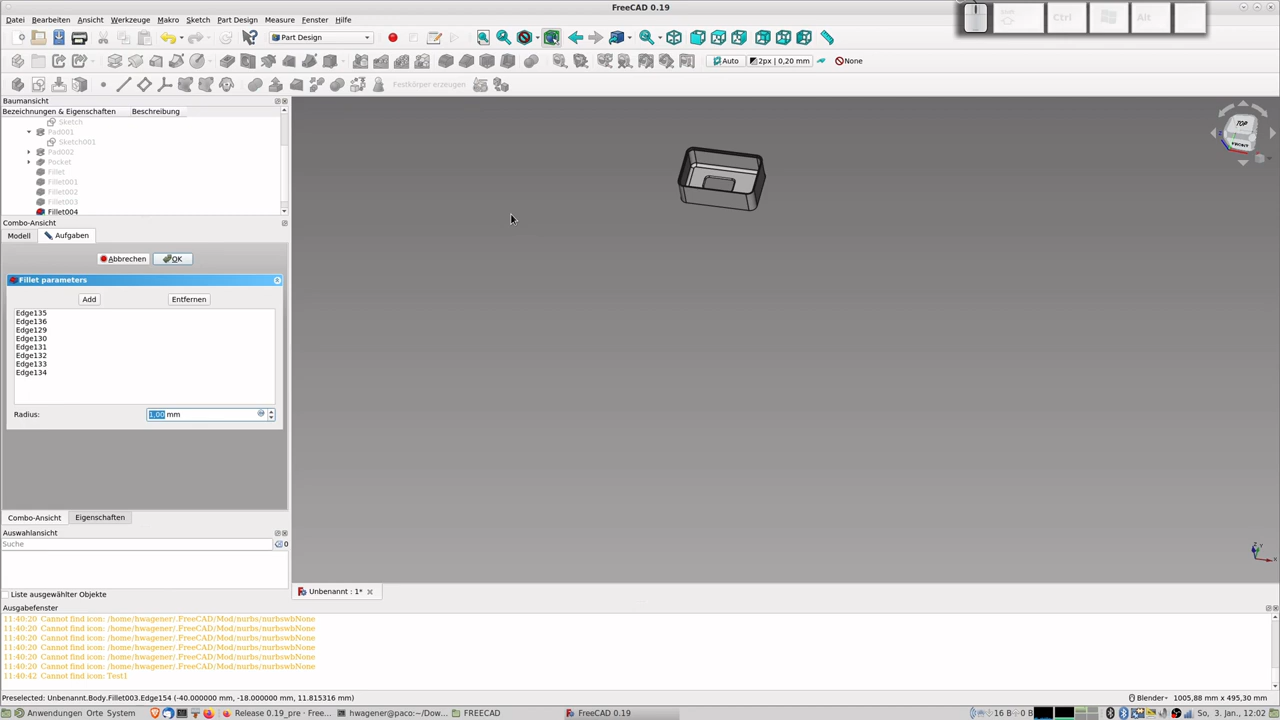 FreeCAD 0.19
Datei Bearbeiten Ansicht Werkzeuge Makro Sketch Part Design Measure Fenster Hilfe
Ctrl Alt
Part Design
Auto 2px | 0,20 mm None
Festkörper erzeugen
Baumansicht
Bezeichnungen & Eigenschaften Beschreibung
Sketch
Pad001
Sketch001
Pad002
Pocket
Fillet
Fillet001
Fillet002
Fillet003
Fillet004
TOP
FRONT
Combo-Ansicht
Modell Aufgaben
Abbrechen OK
Fillet parameters
Add Entfernen
Edge135
Edge136
Edge129
Edge130
Edge131
Edge132
Edge133
Edge134
Radius: 1,00 mm
Combo-Ansicht Eigenschaften
Auswahlansicht
Suche 0
Liste ausgewählter Objekte
Unbenannt : 1*
Ausgabefenster
11:40:20 Cannot find icon: /home/hwagener/.FreeCAD/Mod/nurbs/nurbswbNone
11:40:20 Cannot find icon: /home/hwagener/.FreeCAD/Mod/nurbs/nurbswbNone
11:40:20 Cannot find icon: /home/hwagener/.FreeCAD/Mod/nurbs/nurbswbNone
11:40:20 Cannot find icon: /home/hwagener/.FreeCAD/Mod/nurbs/nurbswbNone
11:40:20 Cannot find icon: /home/hwagener/.FreeCAD/Mod/nurbs/nurbswbNone
11:40:20 Cannot find icon: /home/hwagener/.FreeCAD/Mod/nurbs/nurbswbNone
11:40:42 Cannot find icon: Test1
Preselected: Unbenannt.Body.Fillet003.Edge154 (-40.000000 mm, -18.000000 mm, 11.815316 mm) Blender 1005,88 mm x 495,30 mm
Anwendungen Orte System Release 0.19_pre · Free... hwagener@paco:~/Dow... FREECAD FreeCAD 0.19 16 B 0 B So, 3. Jan., 12:02